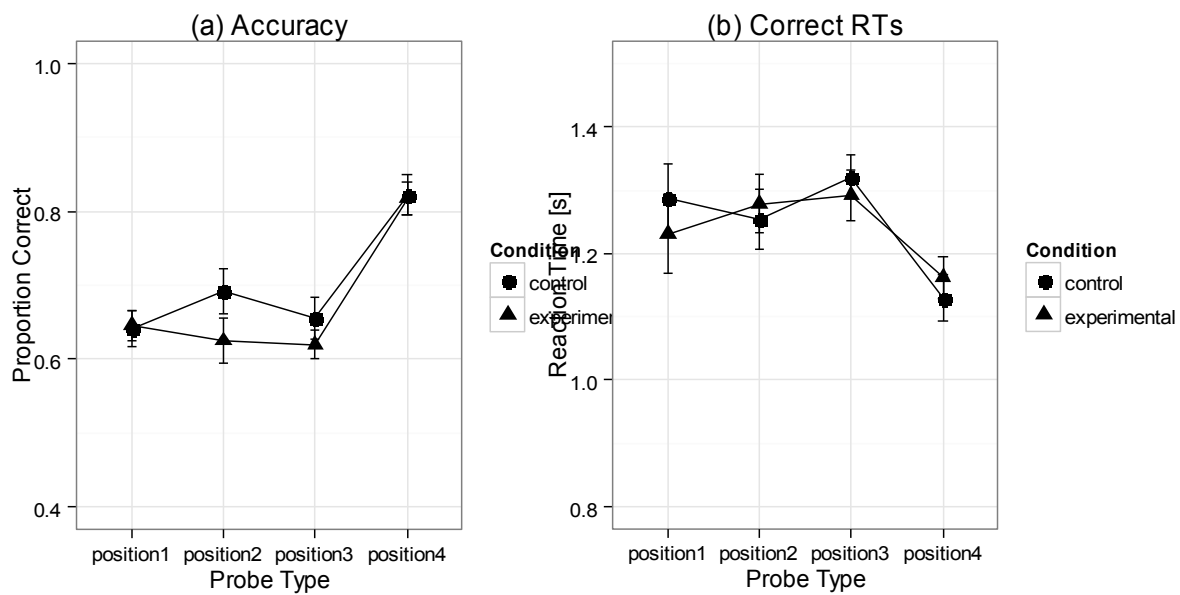 (a) Accuracy
Proportion Correct
1.0
0.8
0.6
0.4
position1 position2 position3 position4
Probe Type
Condition
control
experimen
(b) Correct RTs
Reaction Time [s]
1.4
1.2
1.0
0.8
position1 position2 position3 position4
Probe Type
Condition
control
experimental